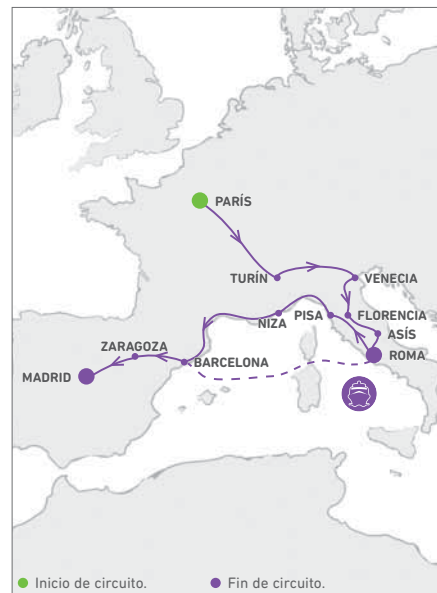 PARÍS
TURÍN
VENECIA
NIZA
PISA
FLORENCIA
ASÍS
ZARAGOZA
BARCELONA
ROMA
MADRID
Inicio de circuito.
Fin de circuito.